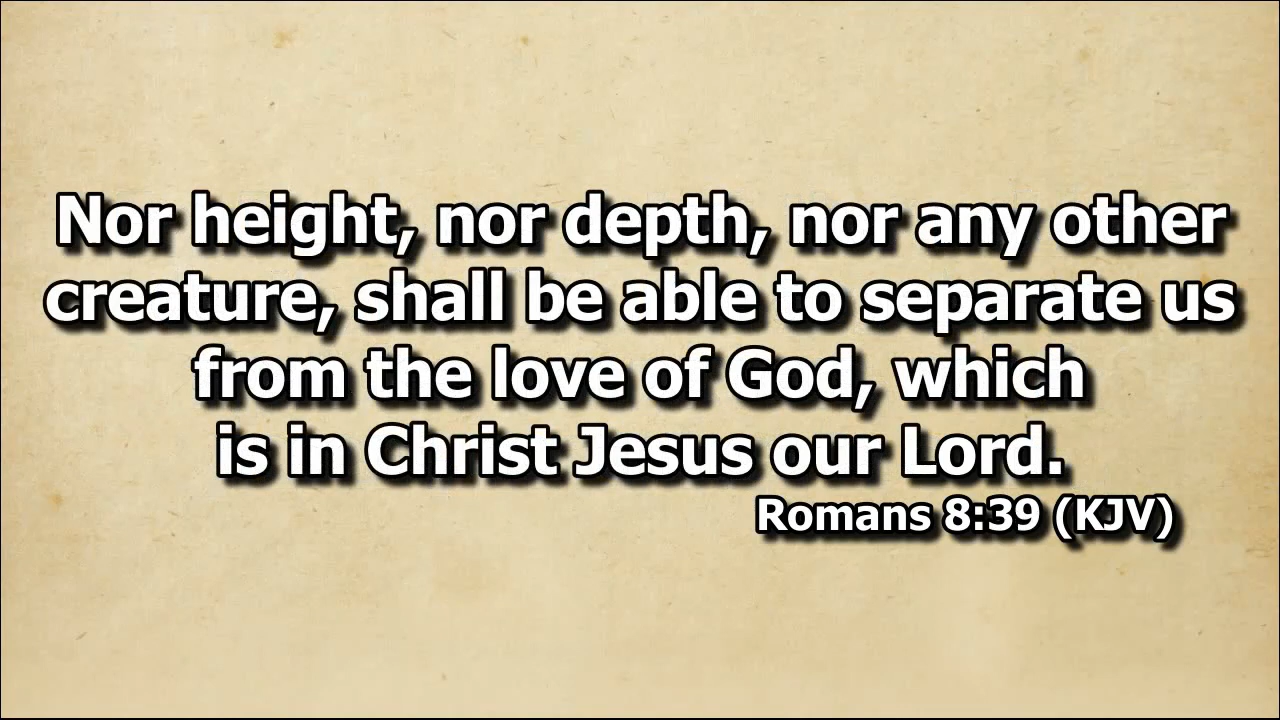 Nor height, nor depth, nor any other
creature, shall be able to separate us
from the love of God, which
is in Christ Jesus our Lord.
Romans 8:39 (KJV)